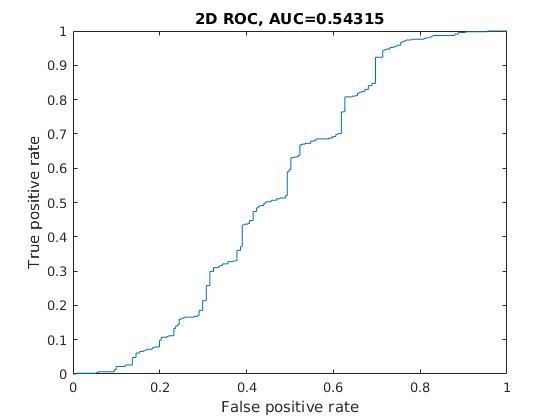 2D ROC, AUC=0.54315
1
0.9
0.8
0.7
0.6
0.5
0.4
0.3
0.2
0.1
0
True positive rate
0 0.2 0.4 0.6 0.8 1
False positive rate